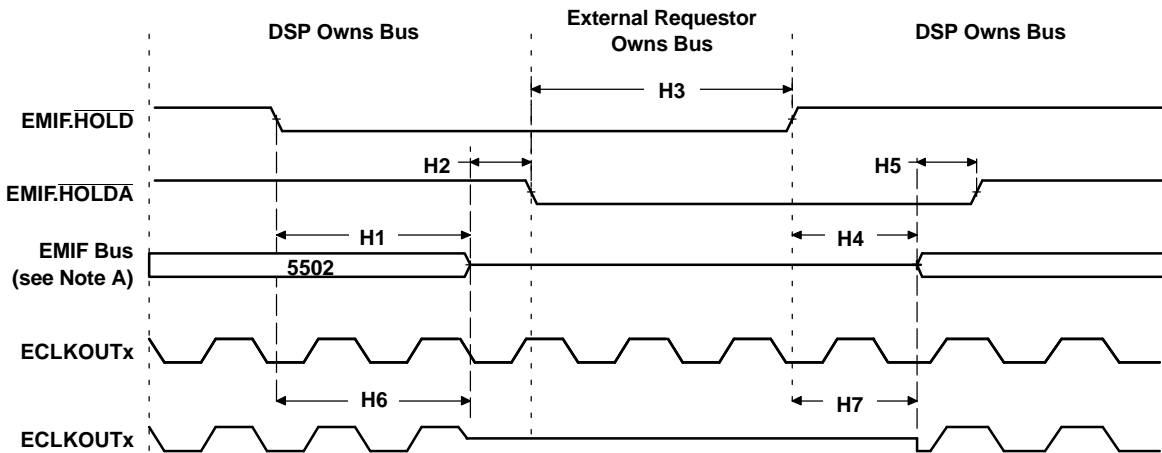 DSP Owns Bus
External Requestor
Owns Bus
DSP Owns Bus
H3
EMIF.HOLD
H2
H5
EMIF.HOLDA
H1
H4
EMIF Bus
(see Note A)
5502
ECLKOUTx
H6
H7
ECLKOUTx